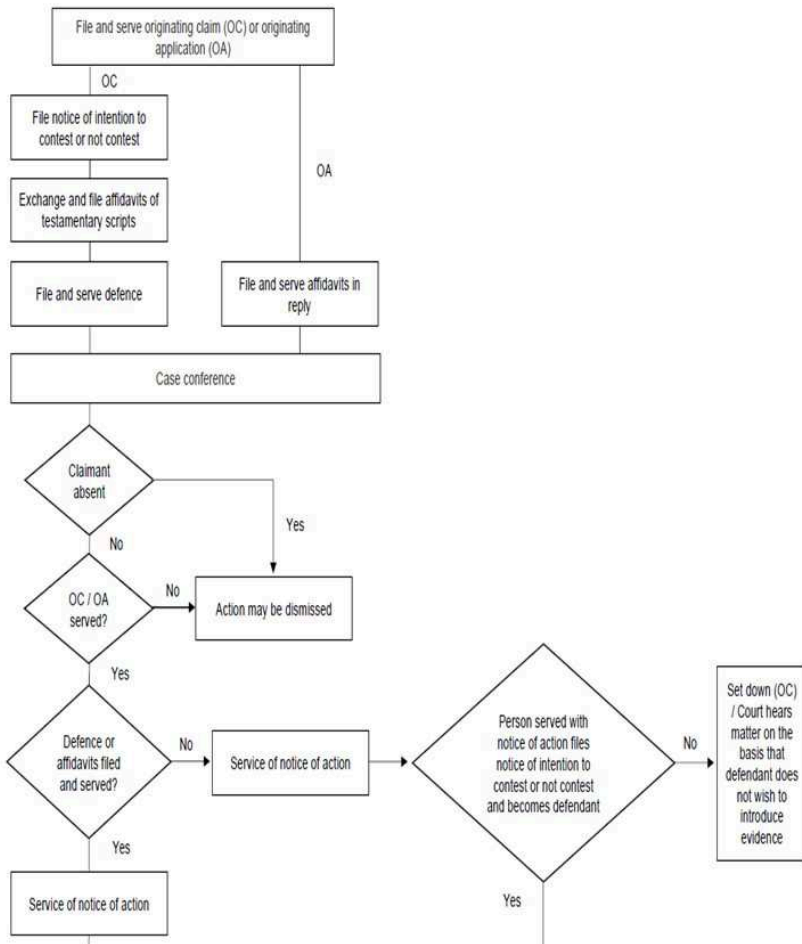 File and serve originating claim (OC) or originating
application (OA)
OC
File notice of intention to
contest or not contest
OA
Exchange and file affidavits of
testamentary scripts
File and serve defence
File and serve affidavits in
reply
Case conference
Claimant
absent
Yes
No
OC / OA
served?
No
Action may be dismissed
Yes
Defence or
affidavits filed
and served?
No
Service of notice of action
Person served with
notice of action files
notice of intention to
contest or not contest
and becomes defendant
No
Set down (OC)
/ Court hears
matter on the
basis that
defendant does
not wish to
introduce
evidence
Yes
Service of notice of action
Yes